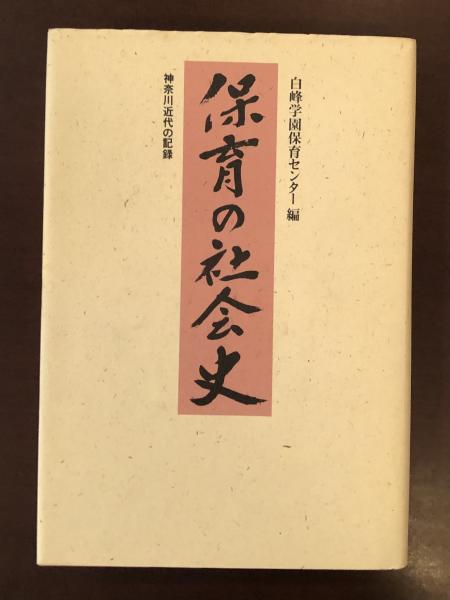 白峰学園保育センター編
保育の社会史
神奈川近代の記録